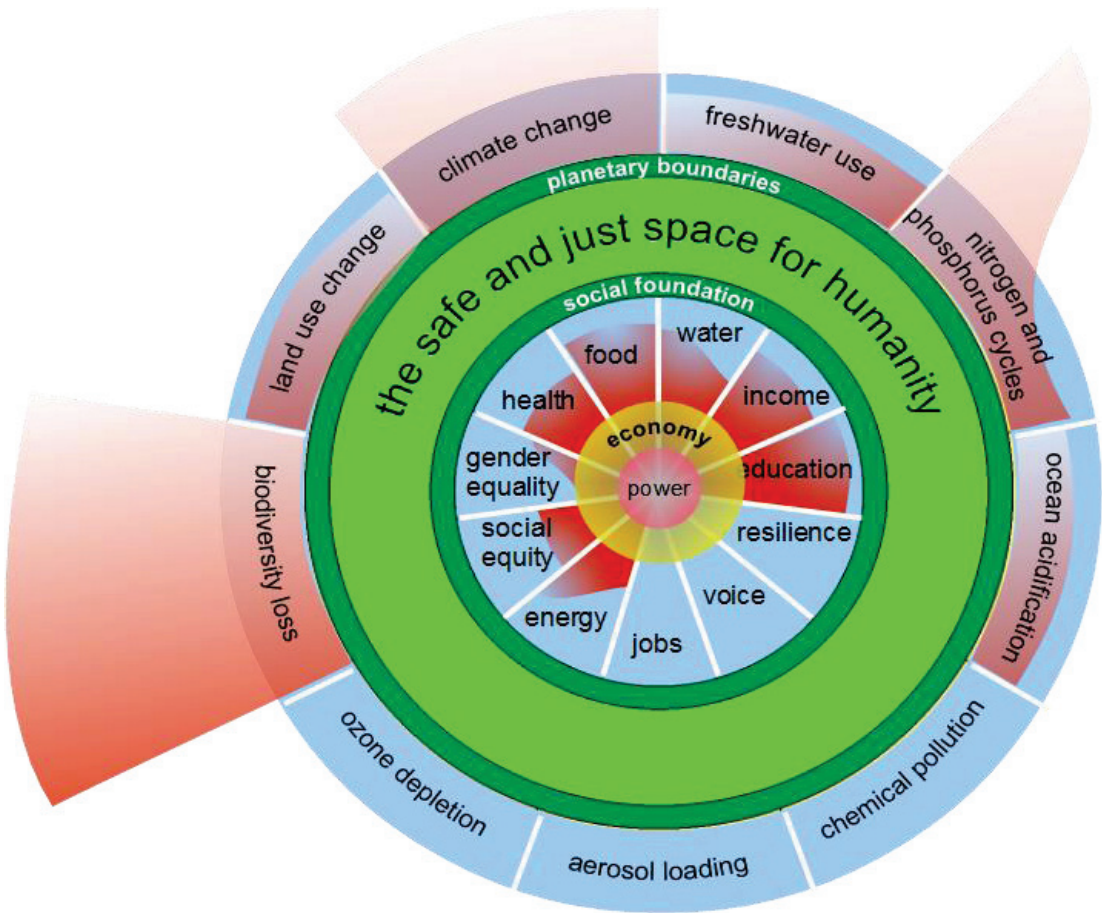 climate change
freshwater use
nitrogen and
phosphorus cycles
ocean acidification
chemical pollution
aerosol loading
ozone depletion
biodiversity loss
land use change
planetary boundaries
the safe and just space for humanity
social foundation
water
income
education
resilience
voice
jobs
energy
social
equity
gender
equality
health
food
economy
power